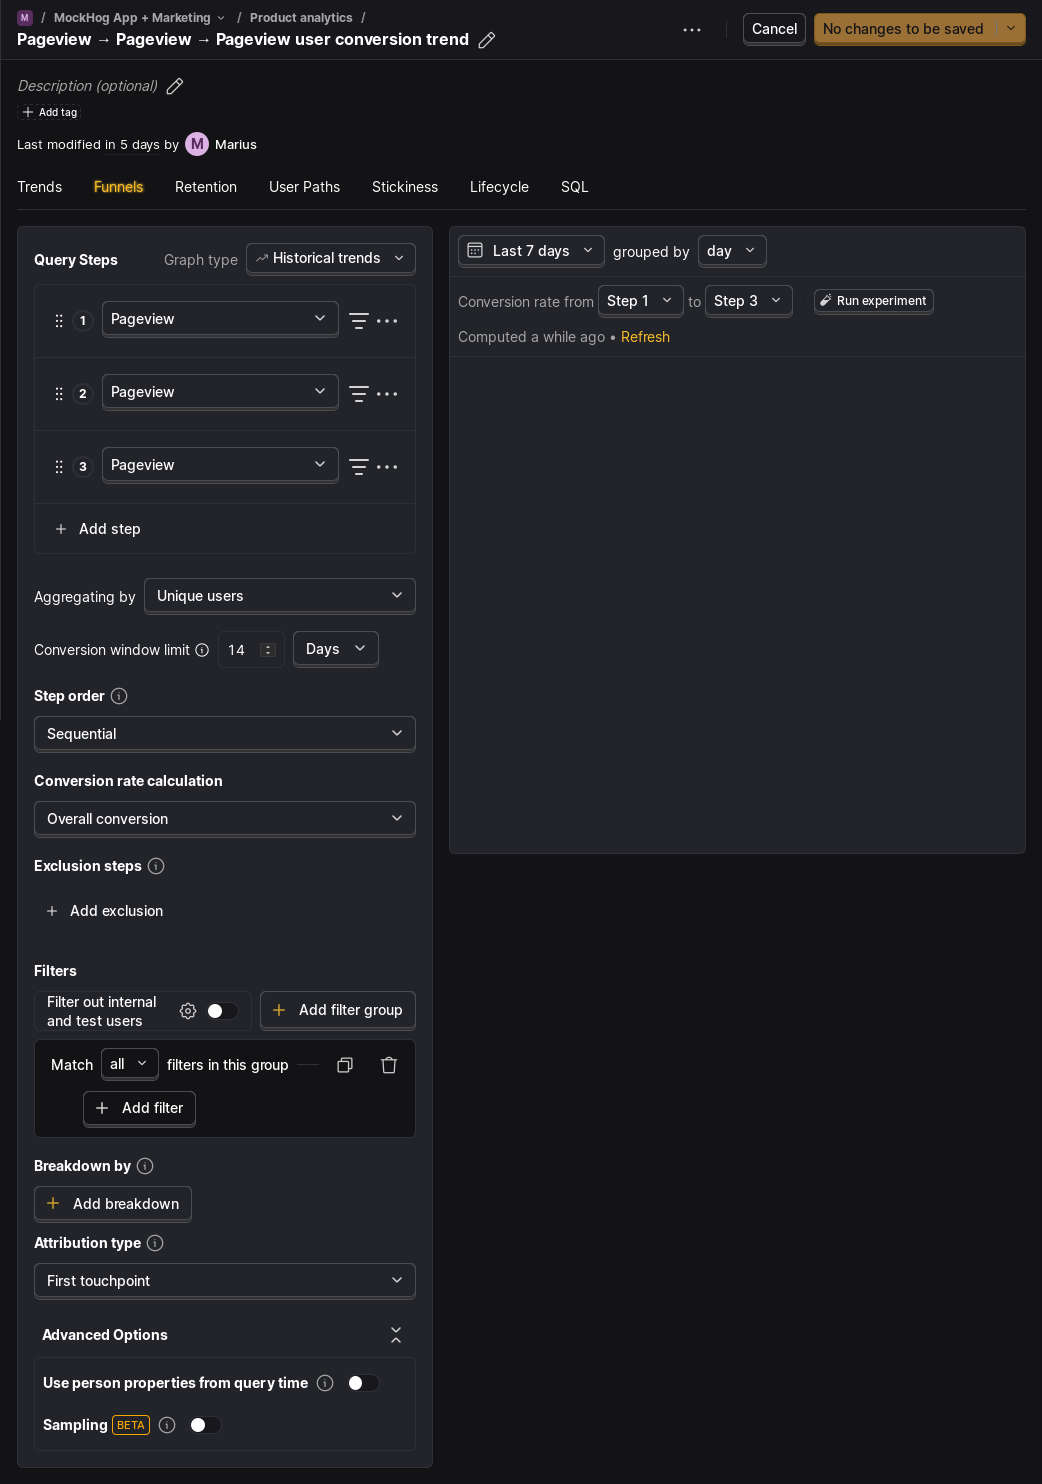 M / MockHog App + Marketing / Product analytics /
Pageview → Pageview → Pageview user conversion trend
Cancel
No changes to be saved
Description (optional)
Add tag
Last modified in 5 days by M Marius
Trends Funnels Retention User Paths Stickiness Lifecycle SQL
Query Steps Graph type Historical trends
1 Pageview
2 Pageview
3 Pageview
Add step
Aggregating by Unique users
Conversion window limit 14 Days
Step order
Sequential
Conversion rate calculation
Overall conversion
Exclusion steps
Add exclusion
Filters
Filter out internal
and test users
Add filter group
Match all filters in this group
Add filter
Breakdown by
Add breakdown
Attribution type
First touchpoint
Advanced Options
Use person properties from query time
Sampling BETA
Last 7 days grouped by day
Conversion rate from Step 1 to Step 3 Run experiment
Computed a while ago • Refresh